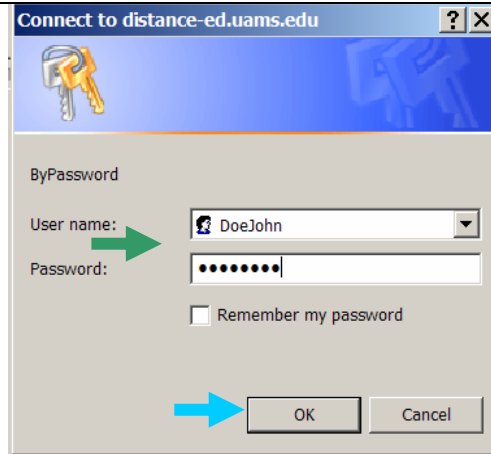 Connect to distance-ed.uams.edu
ByPassword
User name: DoeJohn
Password: ••••••••
Remember my password
OK Cancel